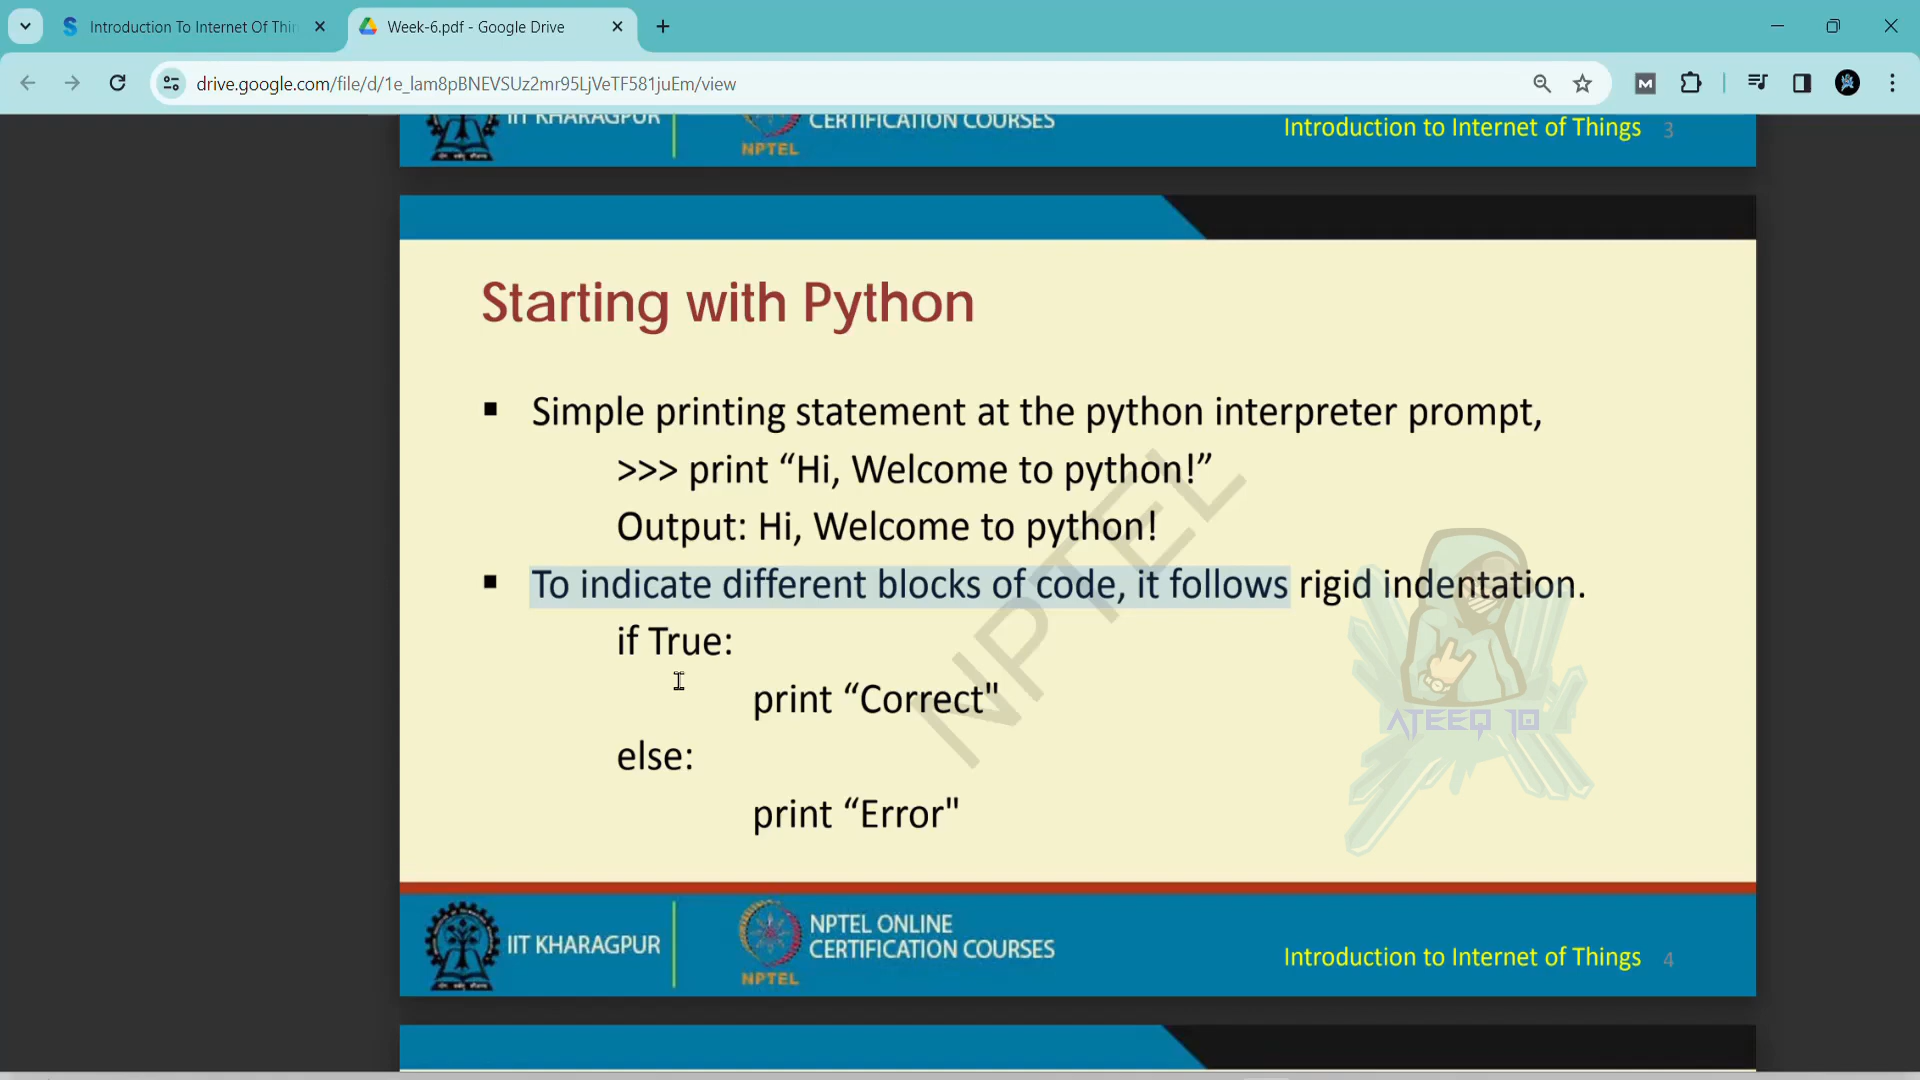 Introduction To Internet Of Thin
Week-6.pdf - Google Drive
drive.google.com/file/d/1e_lam8pBNEVSUz2mr95LjVeTF581juEm/view
M
IIT KHARAGPUR
NPTEL
CERTIFICATION COURSES
Introduction to Internet of Things 3
Starting with Python
Simple printing statement at the python interpreter prompt,
>>> print “Hi, Welcome to python!”
Output: Hi, Welcome to python!
To indicate different blocks of code, it follows rigid indentation.
if True:
print “Correct"
else:
print “Error"
NPTEL
ATEEQ 10
IIT KHARAGPUR
NPTEL
NPTEL ONLINE
CERTIFICATION COURSES
Introduction to Internet of Things 4